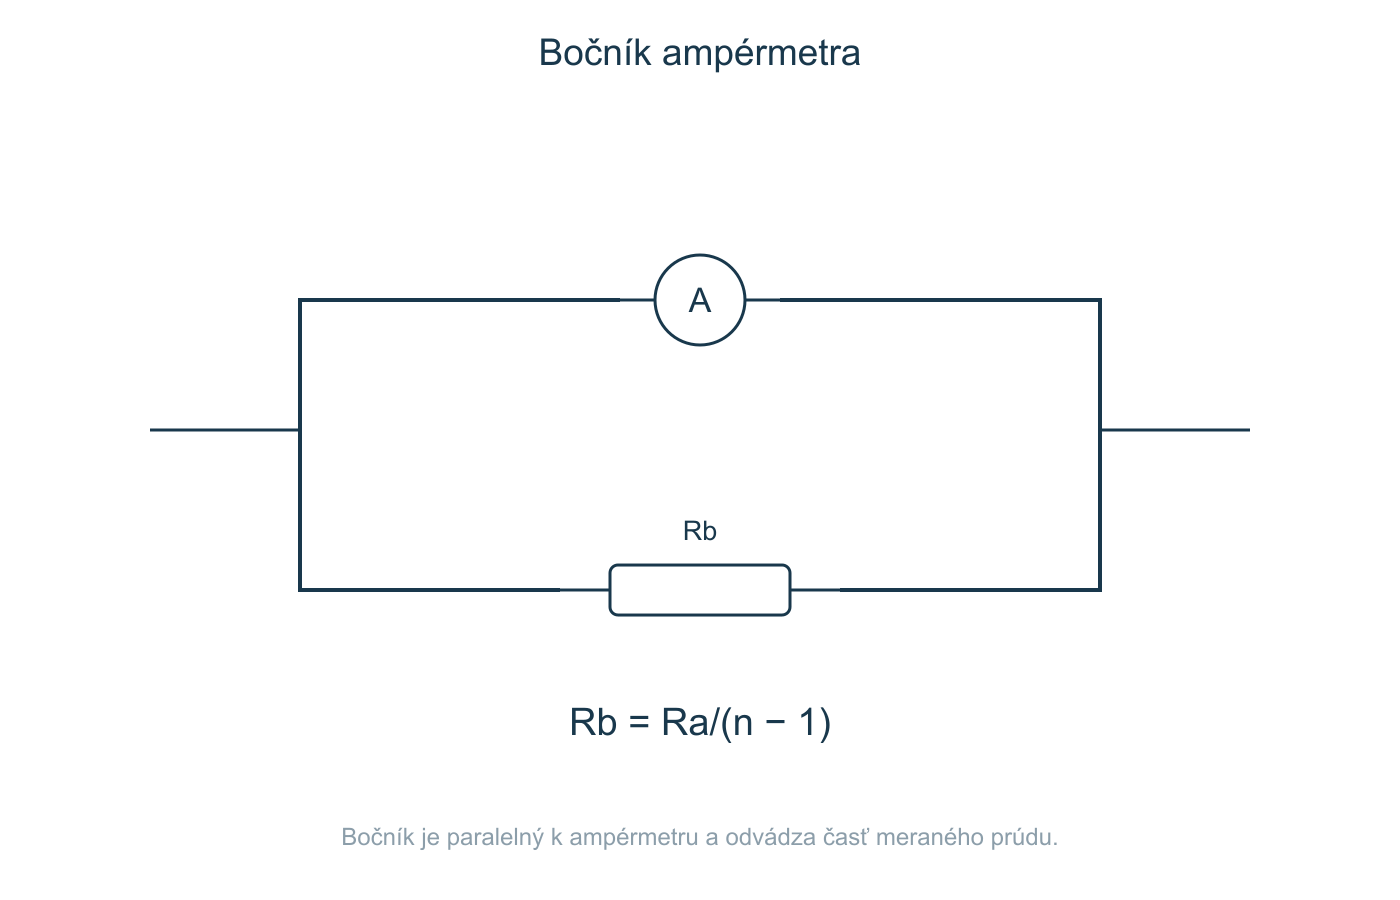 Bočník ampérmetra
A
Rb
Rb = Ra/(n − 1)
Bočník je paralelný k ampérmetru a odvádza časť meraného prúdu.